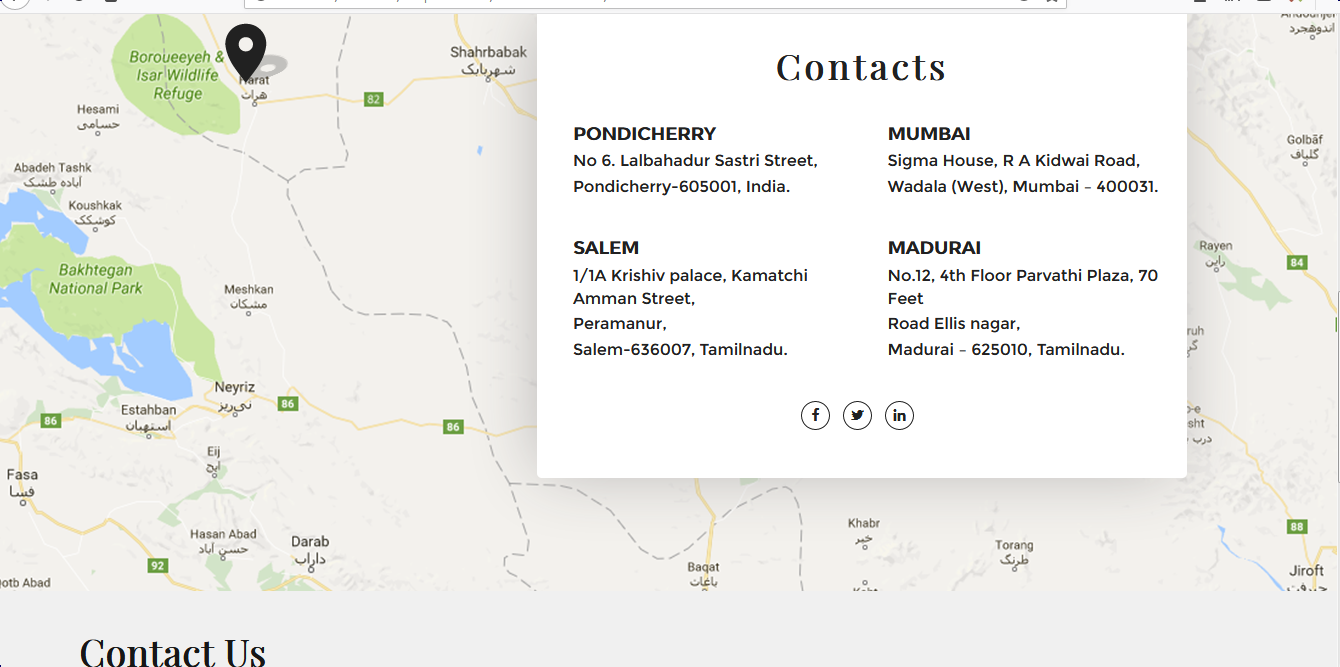 Contacts
PONDICHERRY
No 6. Lalbahadur Sastri Street,
Pondicherry-605001, India.
MUMBAI
Sigma House, R A Kidwai Road,
Wadala (West), Mumbai – 400031.
SALEM
1/1A Krishiv palace, Kamatchi
Amman Street,
Peramanur,
Salem-636007, Tamilnadu.
MADURAI
No.12, 4th Floor Parvathi Plaza, 70
Feet
Road Ellis nagar,
Madurai – 625010, Tamilnadu.
f
in
Boroueeyeh &
Isar Wildlife
Refuge
هرات
Shahrbabak
شهربابک
82
Hesami
حسامی
Abadeh Tashk
آباده طشک
Koushkak
کوشکک
Bakhtegan
National Park
Meshkan
مشکان
Neyriz
نی‌ریز
86
Estahban
استهبان
86
86
Eij
ایج
Fasa
فسا
Hasan Abad
حسن آباد
Darab
داراب
92
Baqat
باغات
Khabr
خبر
Torang
طرنگ
88
Jiroft
Golbāf
گلباف
Rayen
راین
84
اندوهجرد
Contact Us